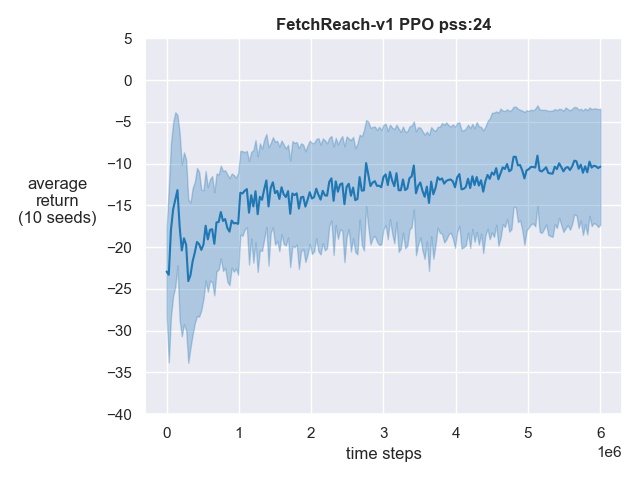 FetchReach-v1 PPO pss:24
5
0
−5
−10
−15
−20
−25
−30
−35
−40
average
return
(10 seeds)
0 1 2 3 4 5 6
1e6
time steps